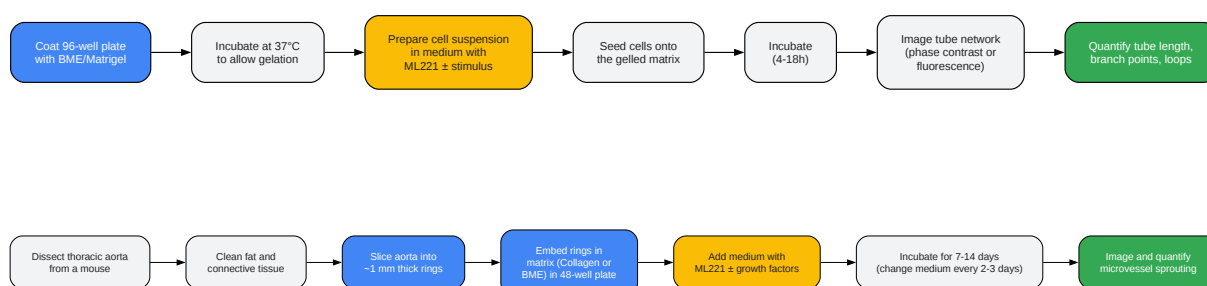 Coat 96-well plate
with BME/Matrigel
Incubate at 37°C
to allow gelation
Prepare cell suspension
in medium with
ML221 ± stimulus
Seed cells onto
the gelled matrix
Incubate
(4-18h)
Image tube network
(phase contrast or
fluorescence)
Quantify tube length,
branch points, loops
Dissect thoracic aorta
from a mouse
Clean fat and
connective tissue
Slice aorta into
~1 mm thick rings
Embed rings in
matrix (Collagen or
BME) in 48-well plate
Add medium with
ML221 ± growth factors
Incubate for 7-14 days
(change medium every 2-3 days)
Image and quantify
microvessel sprouting